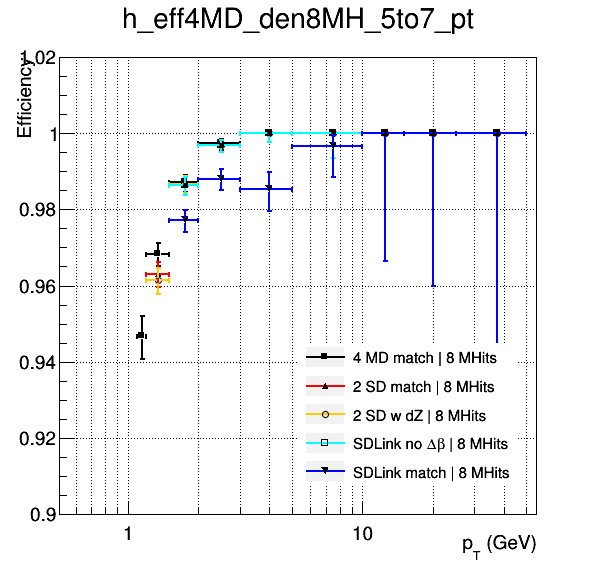 h_eff4MD_den8MH_5to7_pt
Efficiency
1.02
1
0.98
0.96
0.94
0.92
0.9
4 MD match | 8 MHits
2 SD match | 8 MHits
2 SD w dZ | 8 MHits
SDLink no Δβ | 8 MHits
SDLink match | 8 MHits
1
10
p_T (GeV)